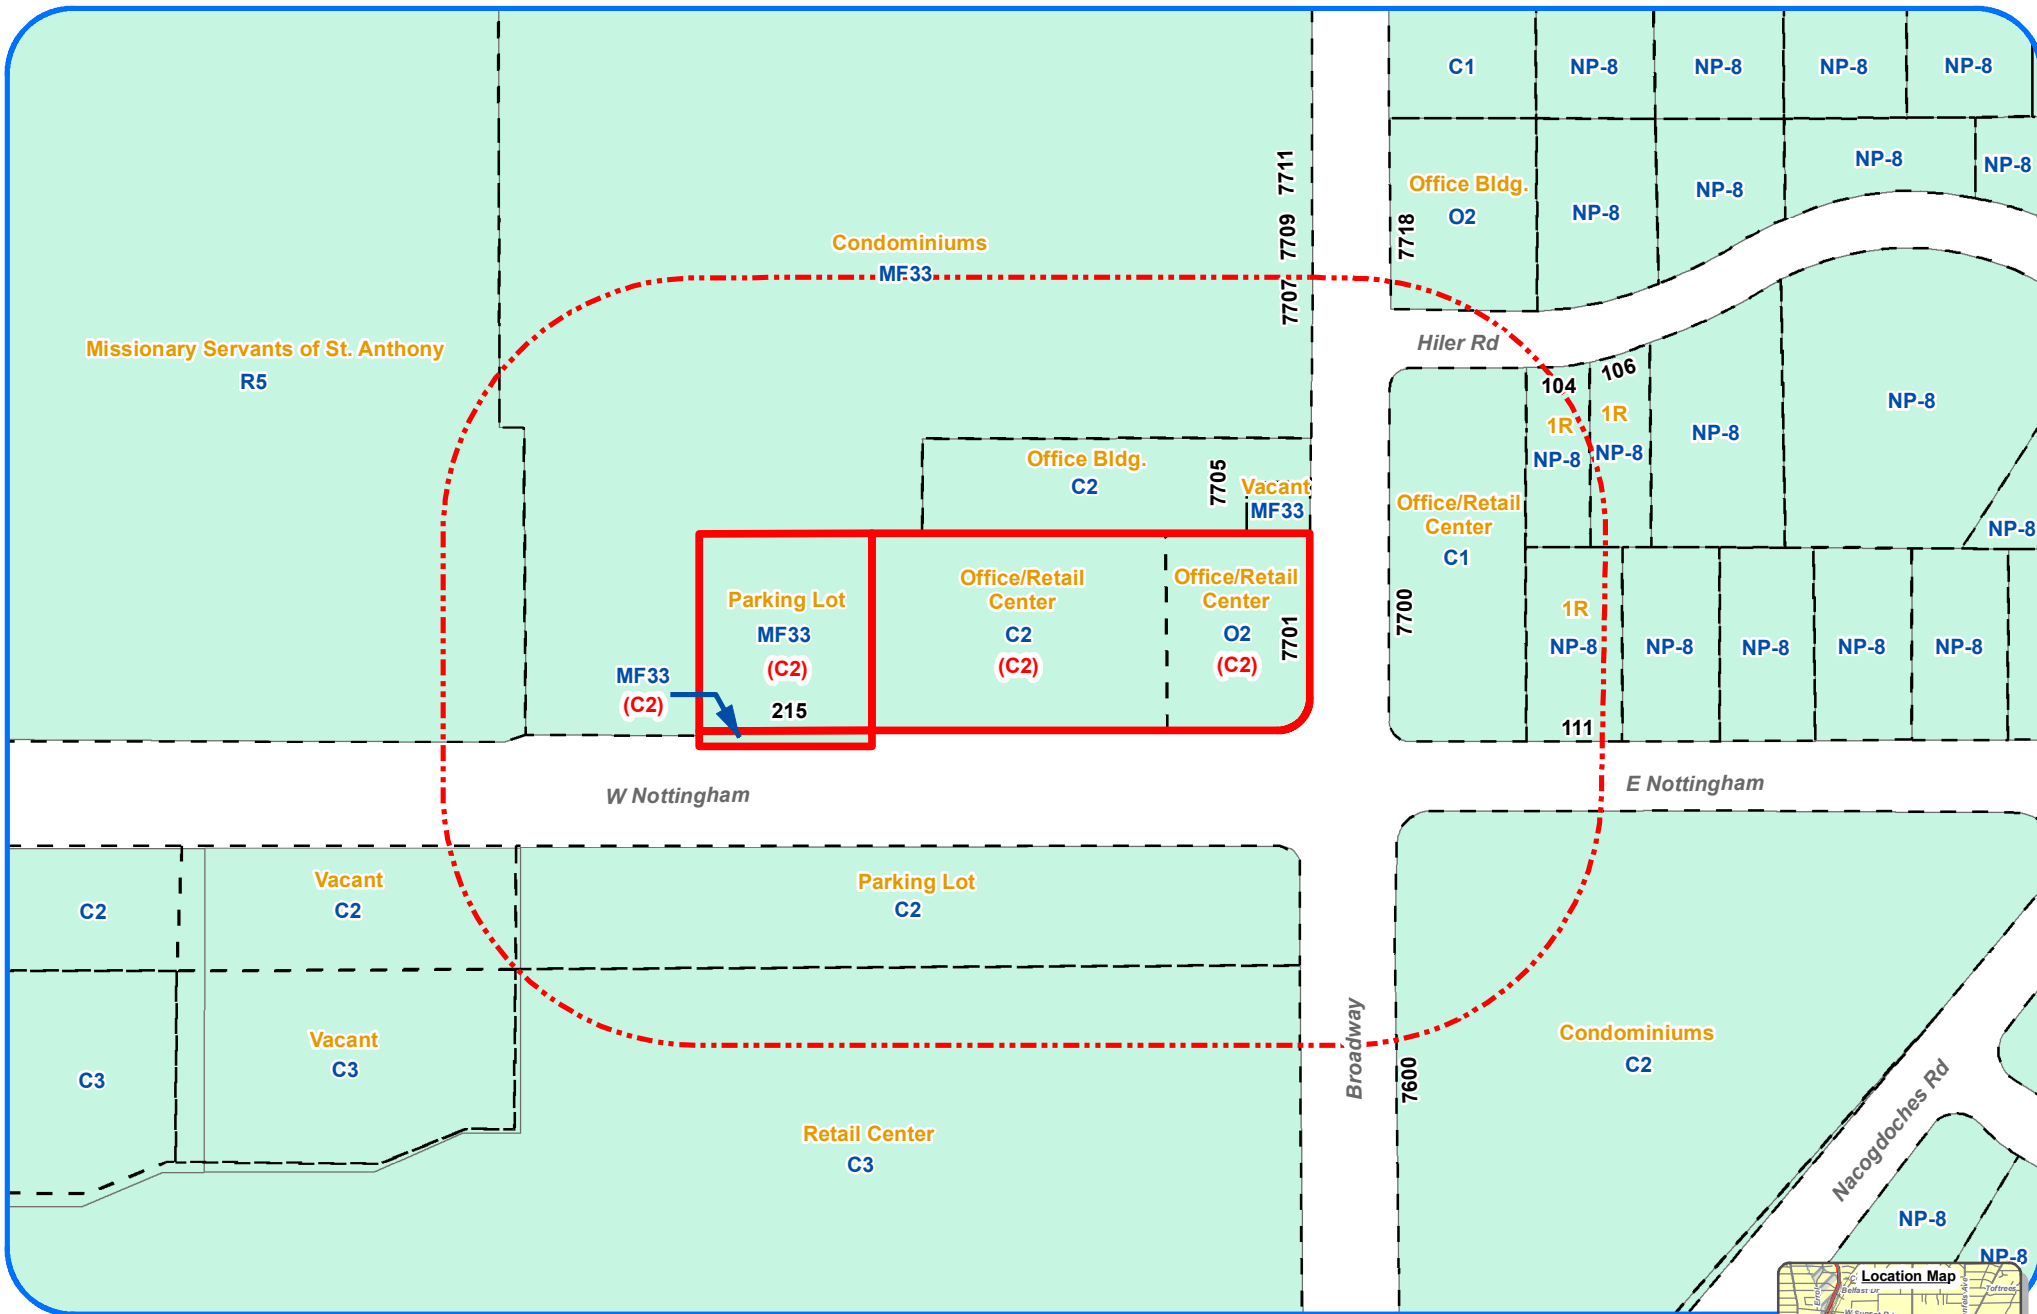 C1
NP-8
NP-8
NP-8
NP-8
Office Bldg.
O2
NP-8
NP-8
NP-8
NP-8
7711
7709
7707
7718
Condominiums
MF33
Missionary Servants of St. Anthony
R5
Hiler Rd
104
106
1R
NP-8
1R
NP-8
NP-8
NP-8
NP-8
Office Bldg.
C2
7705
Vacant
MF33
Office/Retail
Center
C1
7700
Parking Lot
MF33
(C2)
215
MF33
(C2)
Office/Retail
Center
C2
(C2)
Office/Retail
Center
O2
(C2)
7701
1R
NP-8
111
NP-8
NP-8
NP-8
NP-8
W Nottingham
E Nottingham
C2
Vacant
C2
Parking Lot
C2
C3
Vacant
C3
Retail Center
C3
Broadway
7600
Condominiums
C2
Nacogdoches Rd
NP-8
NP-8
Location Map
Belfast Dr
Toftrees